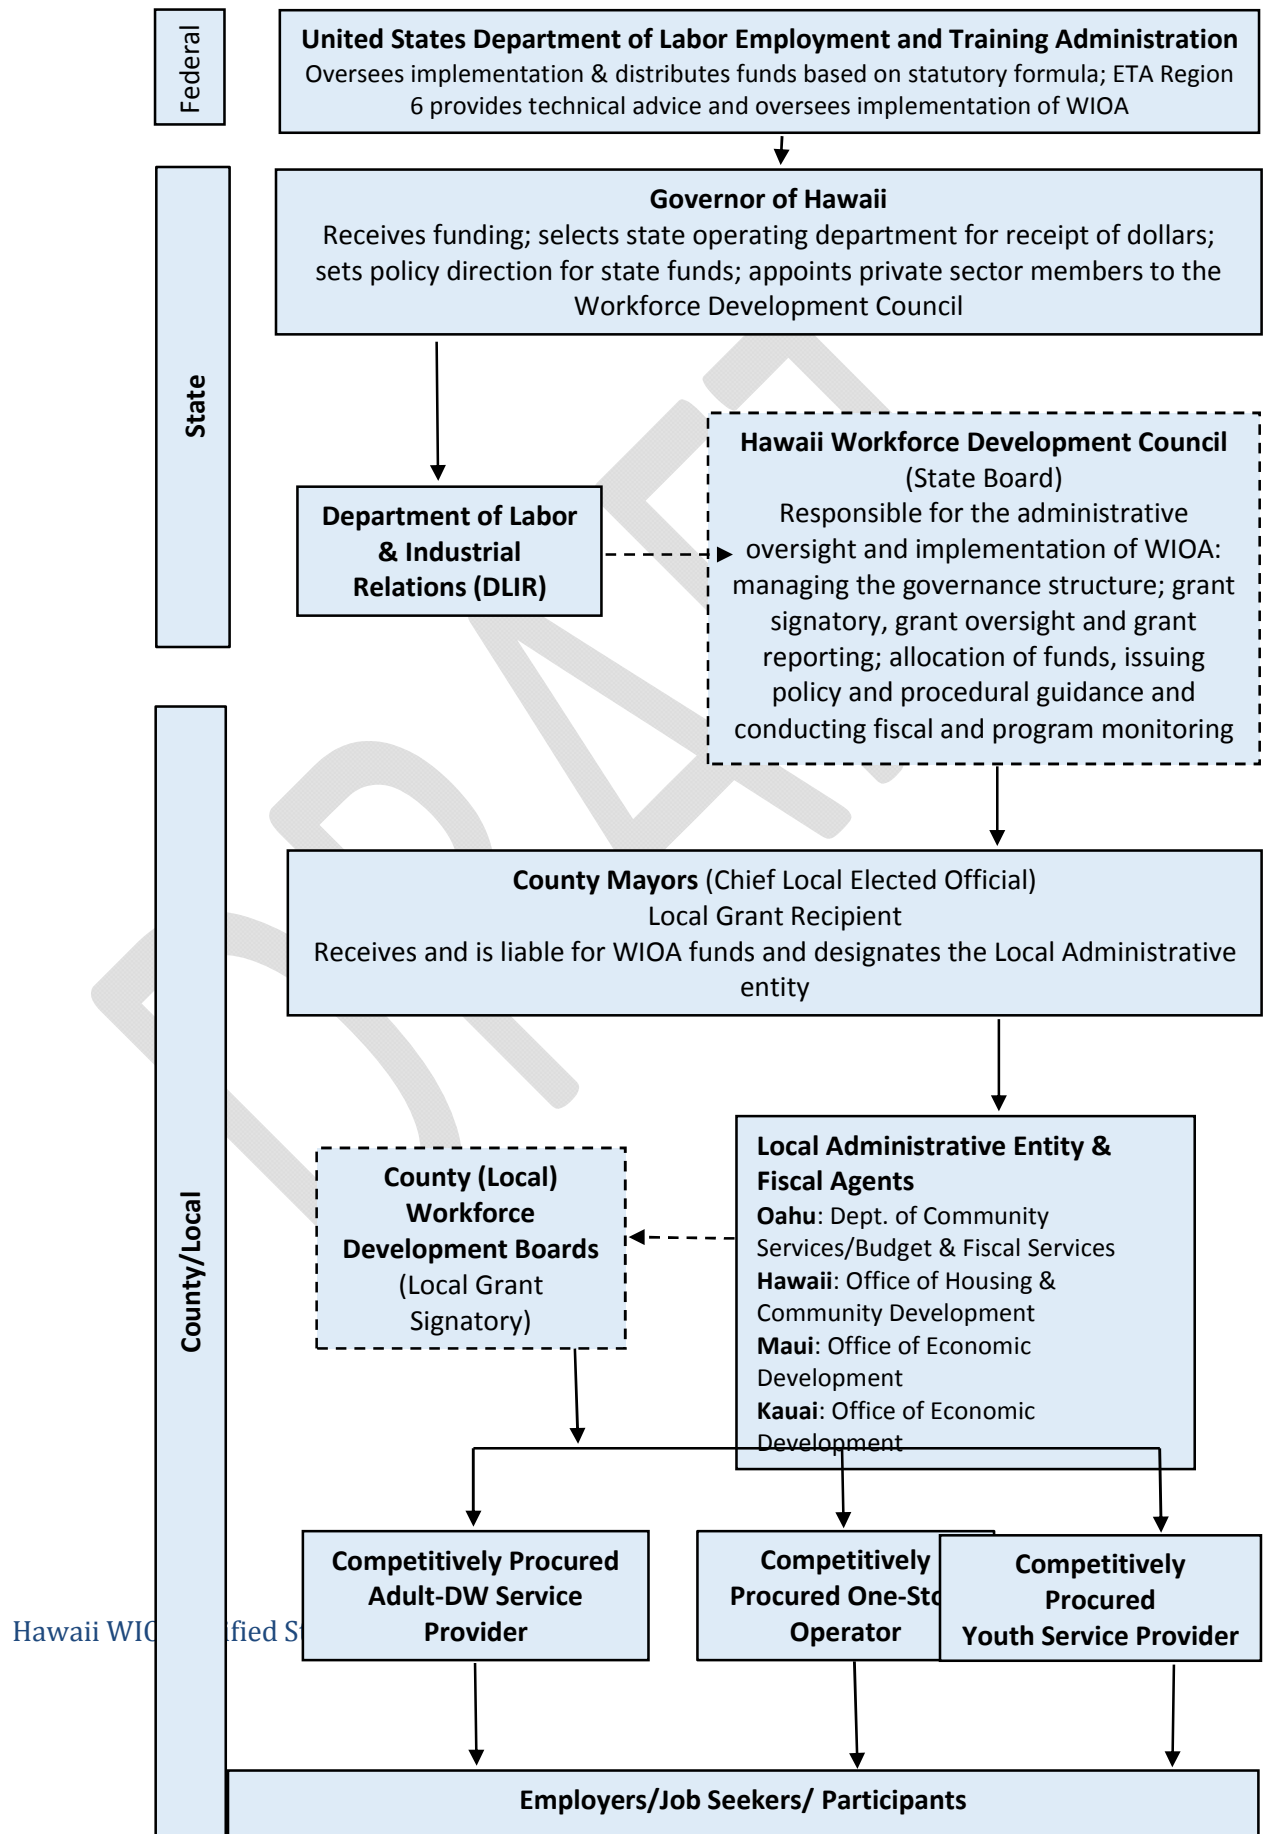 Federal
United States Department of Labor Employment and Training Administration
Oversees implementation & distributes funds based on statutory formula; ETA Region
6 provides technical advice and oversees implementation of WIOA
State
Governor of Hawaii
Receives funding; selects state operating department for receipt of dollars;
sets policy direction for state funds; appoints private sector members to the
Workforce Development Council
Department of Labor
& Industrial
Relations (DLIR)
Hawaii Workforce Development Council
(State Board)
Responsible for the administrative
oversight and implementation of WIOA:
managing the governance structure; grant
signatory, grant oversight and grant
reporting; allocation of funds, issuing
policy and procedural guidance and
conducting fiscal and program monitoring
DRAFT
County/Local
County Mayors (Chief Local Elected Official)
Local Grant Recipient
Receives and is liable for WIOA funds and designates the Local Administrative
entity
County (Local)
Workforce
Development Boards
(Local Grant
Signatory)
Local Administrative Entity &
Fiscal Agents
Oahu: Dept. of Community
Services/Budget & Fiscal Services
Hawaii: Office of Housing &
Community Development
Maui: Office of Economic
Development
Kauai: Office of Economic
Development
Competitively Procured
Adult-DW Service
Provider
Competitively
Procured One-Sto
Operator
Competitively
Procured
Youth Service Provider
Hawaii
Employers/Job Seekers/ Participants